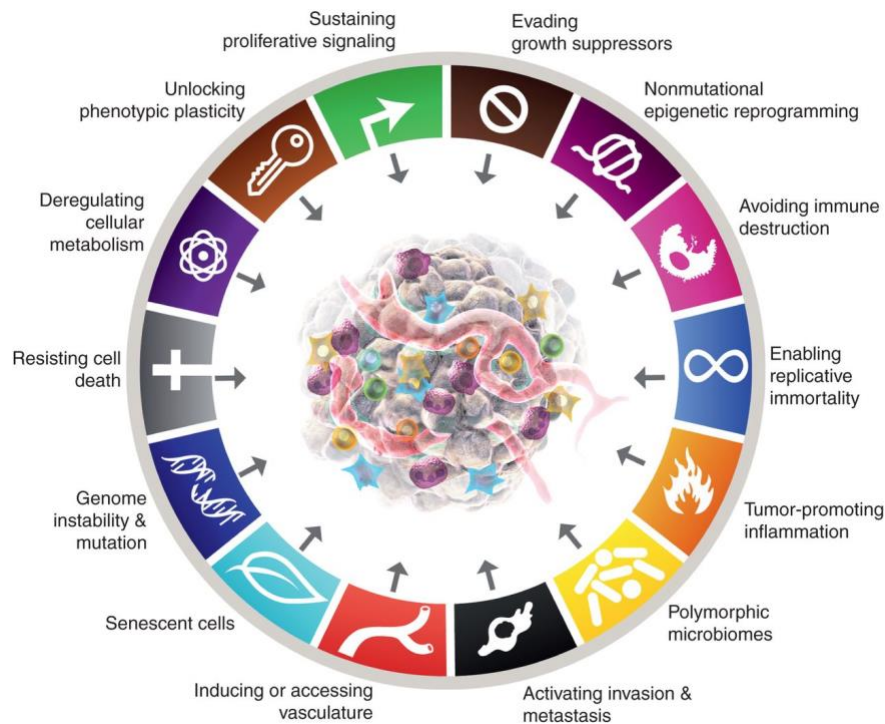 Sustaining
proliferative signaling
Evading
growth suppressors
Nonmutational
epigenetic reprogramming
Avoiding immune
destruction
Enabling
replicative
immortality
Tumor-promoting
inflammation
Polymorphic
microbiomes
Activating invasion &
metastasis
Inducing or accessing
vasculature
Senescent cells
Genome
instability &
mutation
Resisting cell
death
Deregulating
cellular
metabolism
Unlocking
phenotypic plasticity